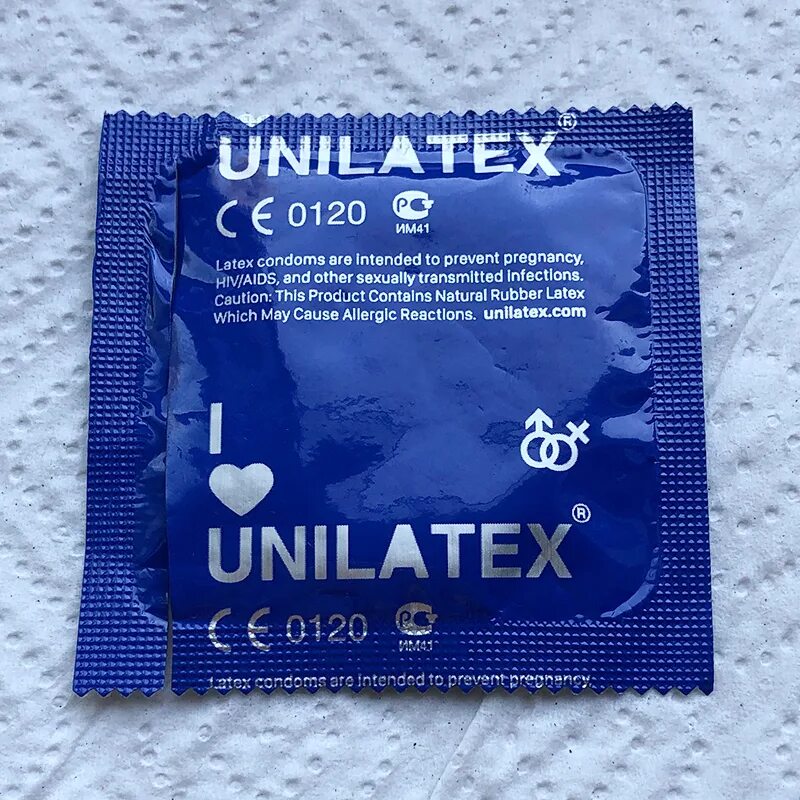 UNILATEX®
CE 0120 РСТ
ИМ41
Latex condoms are intended to prevent pregnancy,
HIV/AIDS, and other sexually transmitted infections.
Caution: This Product Contains Natural Rubber Latex
Which May Cause Allergic Reactions. unilatex.com
I
UNILATEX®
CE 0120 РСТ
ИМ41
Latex condoms are intended to prevent pregnancy,